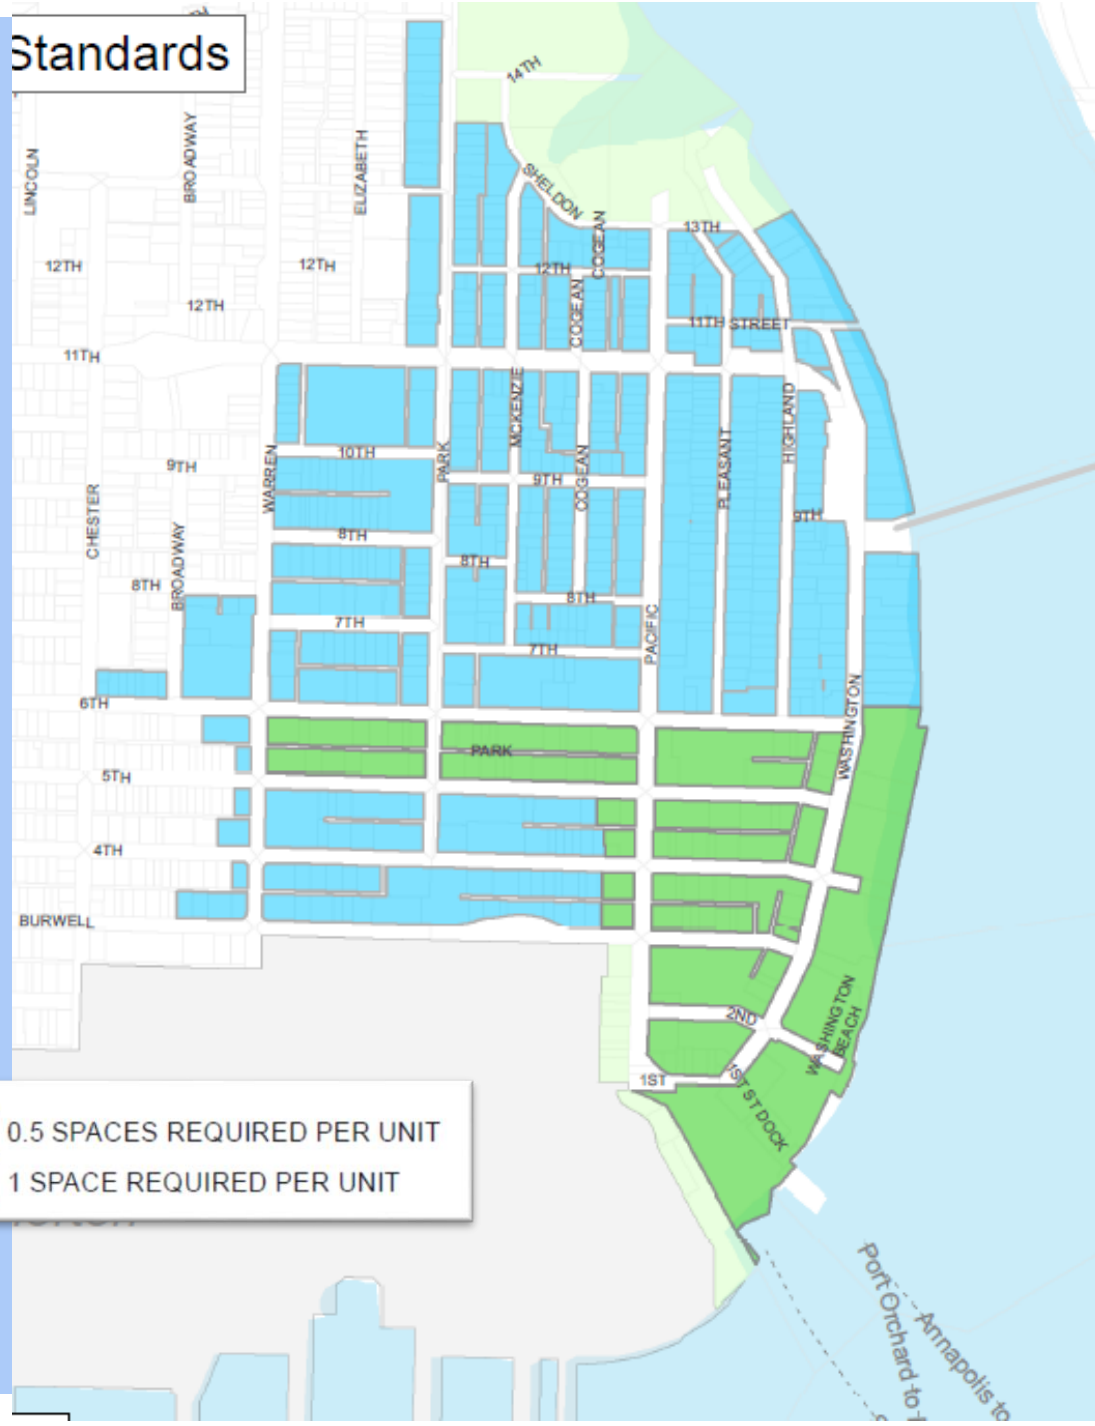 Standards
14TH
LINCOLN
BROADWAY
ELIZABETH
SHELDON
COGEAN
13TH
12TH
12TH
12TH
12TH
COGEAN
11TH STREET
11TH
MCKENZIE
HIGHLAND
WARREN
10TH
PARK
COGEAN
PLEASANT
9TH
9TH
9TH
CHESTER
BROADWAY
8TH
8TH
8TH
8TH
PACIFIC
7TH
7TH
6TH
WASHINGTON
PARK
5TH
4TH
BURWELL
WASHINGTON
BEACH
2ND
1ST
1ST ST DOCK
0.5 SPACES REQUIRED PER UNIT
1 SPACE REQUIRED PER UNIT
Port Orchard to
Annapolis to